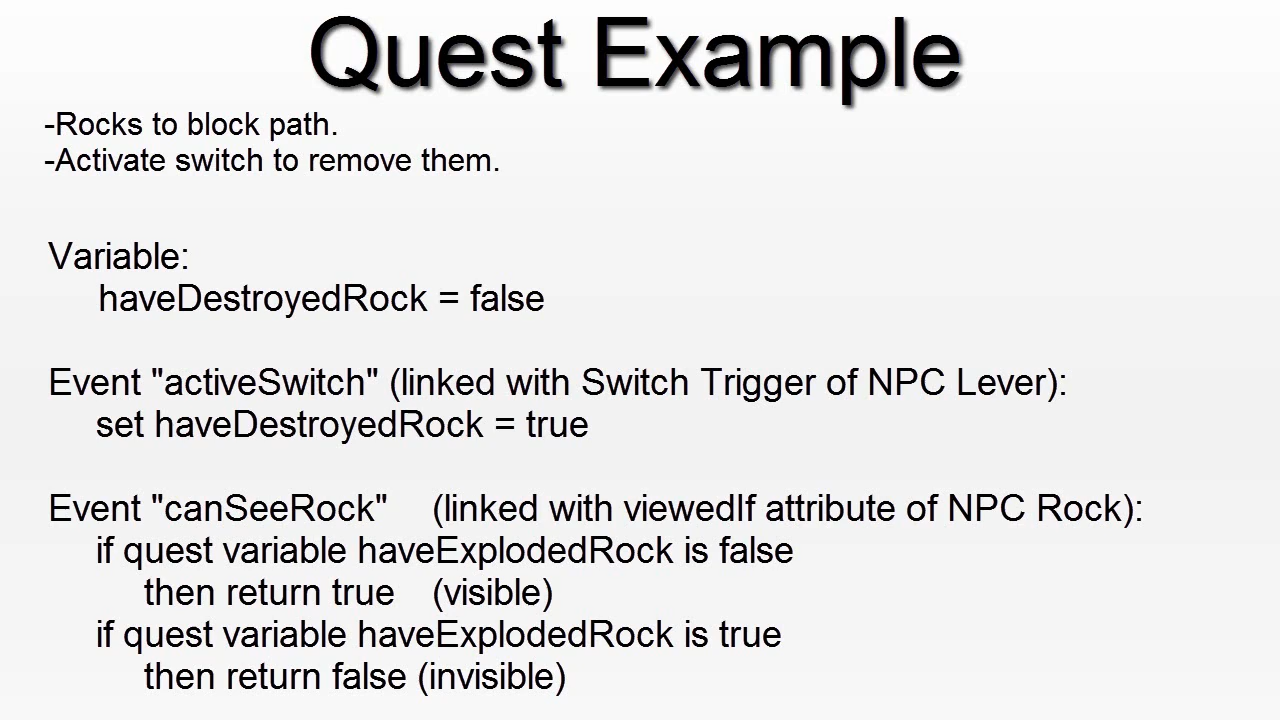 Quest Example
-Rocks to block path.
-Activate switch to remove them.
Variable:
haveDestroyedRock = false
Event "activeSwitch" (linked with Switch Trigger of NPC Lever):
set haveDestroyedRock = true
Event "canSeeRock" (linked with viewedIf attribute of NPC Rock):
if quest variable haveExplodedRock is false
then return true (visible)
if quest variable haveExplodedRock is true
then return false (invisible)